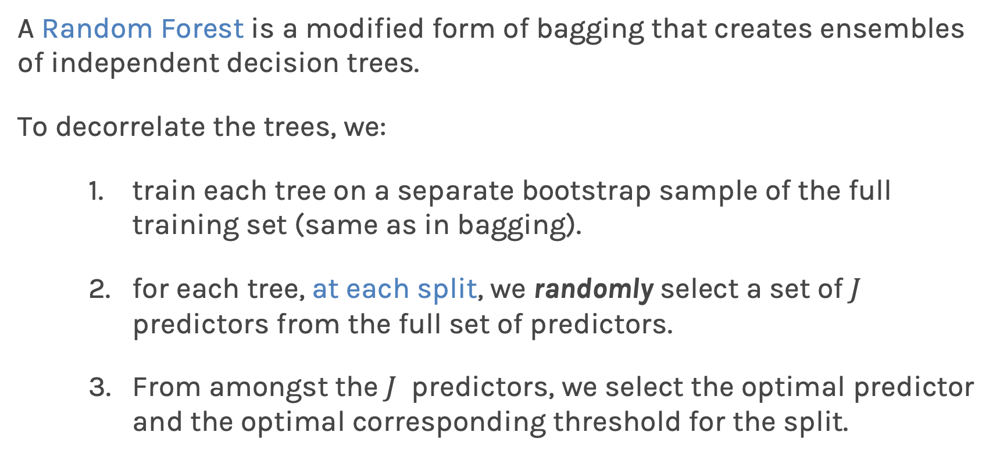 A Random Forest is a modified form of bagging that creates ensembles
of independent decision trees.
To decorrelate the trees, we:
1. train each tree on a separate bootstrap sample of the full
training set (same as in bagging).
2. for each tree, at each split, we randomly select a set of J
predictors from the full set of predictors.
3. From amongst the J predictors, we select the optimal predictor
and the optimal corresponding threshold for the split.